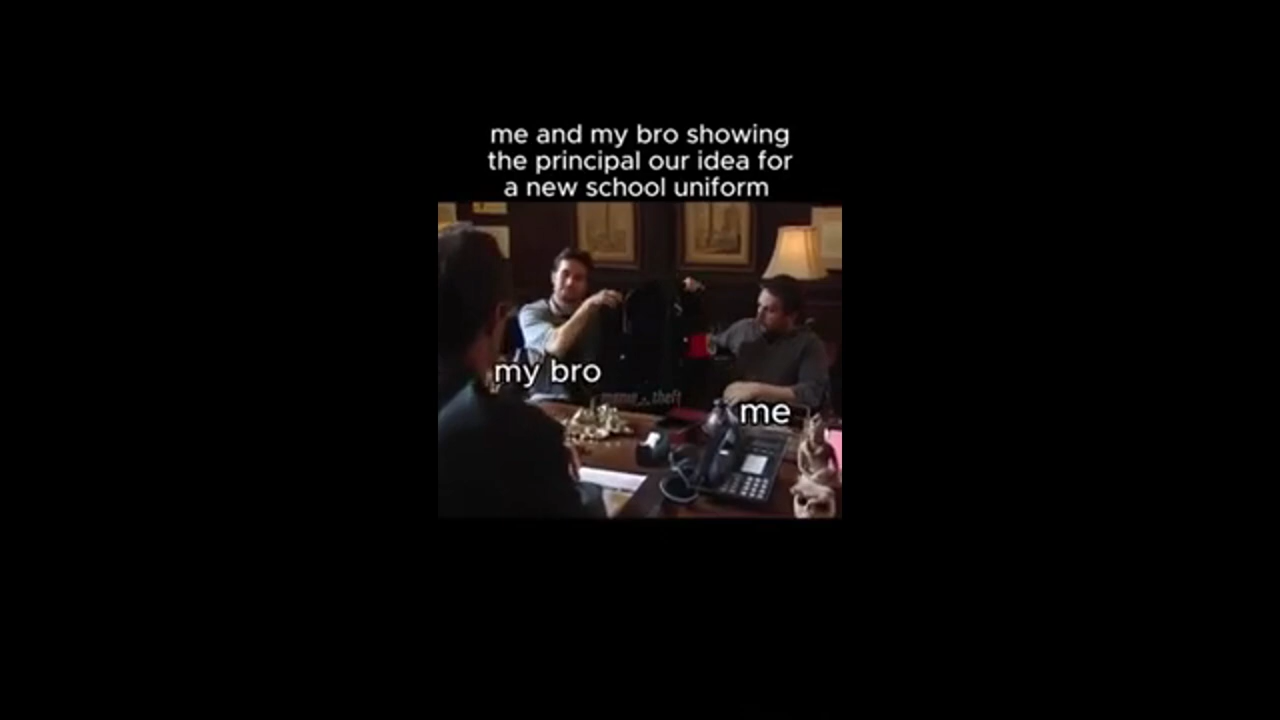 me and my bro showing
the principal our idea for
a new school uniform
my bro
me